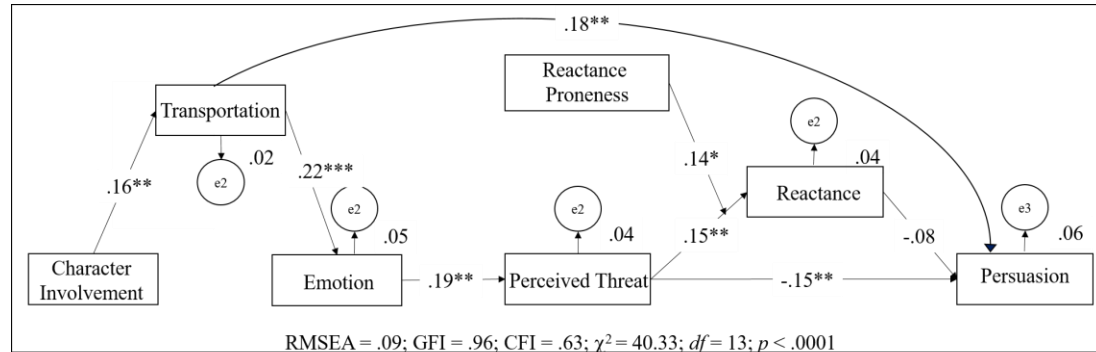 .18**
Reactance
Proneness
Transportation
e2
.02
e2
.14*
.04
Reactance
.16**
.22***
e2
.05
e2
.04
.15**
-.08
e3
.06
Character
Involvement
Emotion
.19**
Perceived Threat
-.15**
Persuasion
RMSEA = .09; GFI = .96; CFI = .63; χ² = 40.33; df = 13; p < .0001